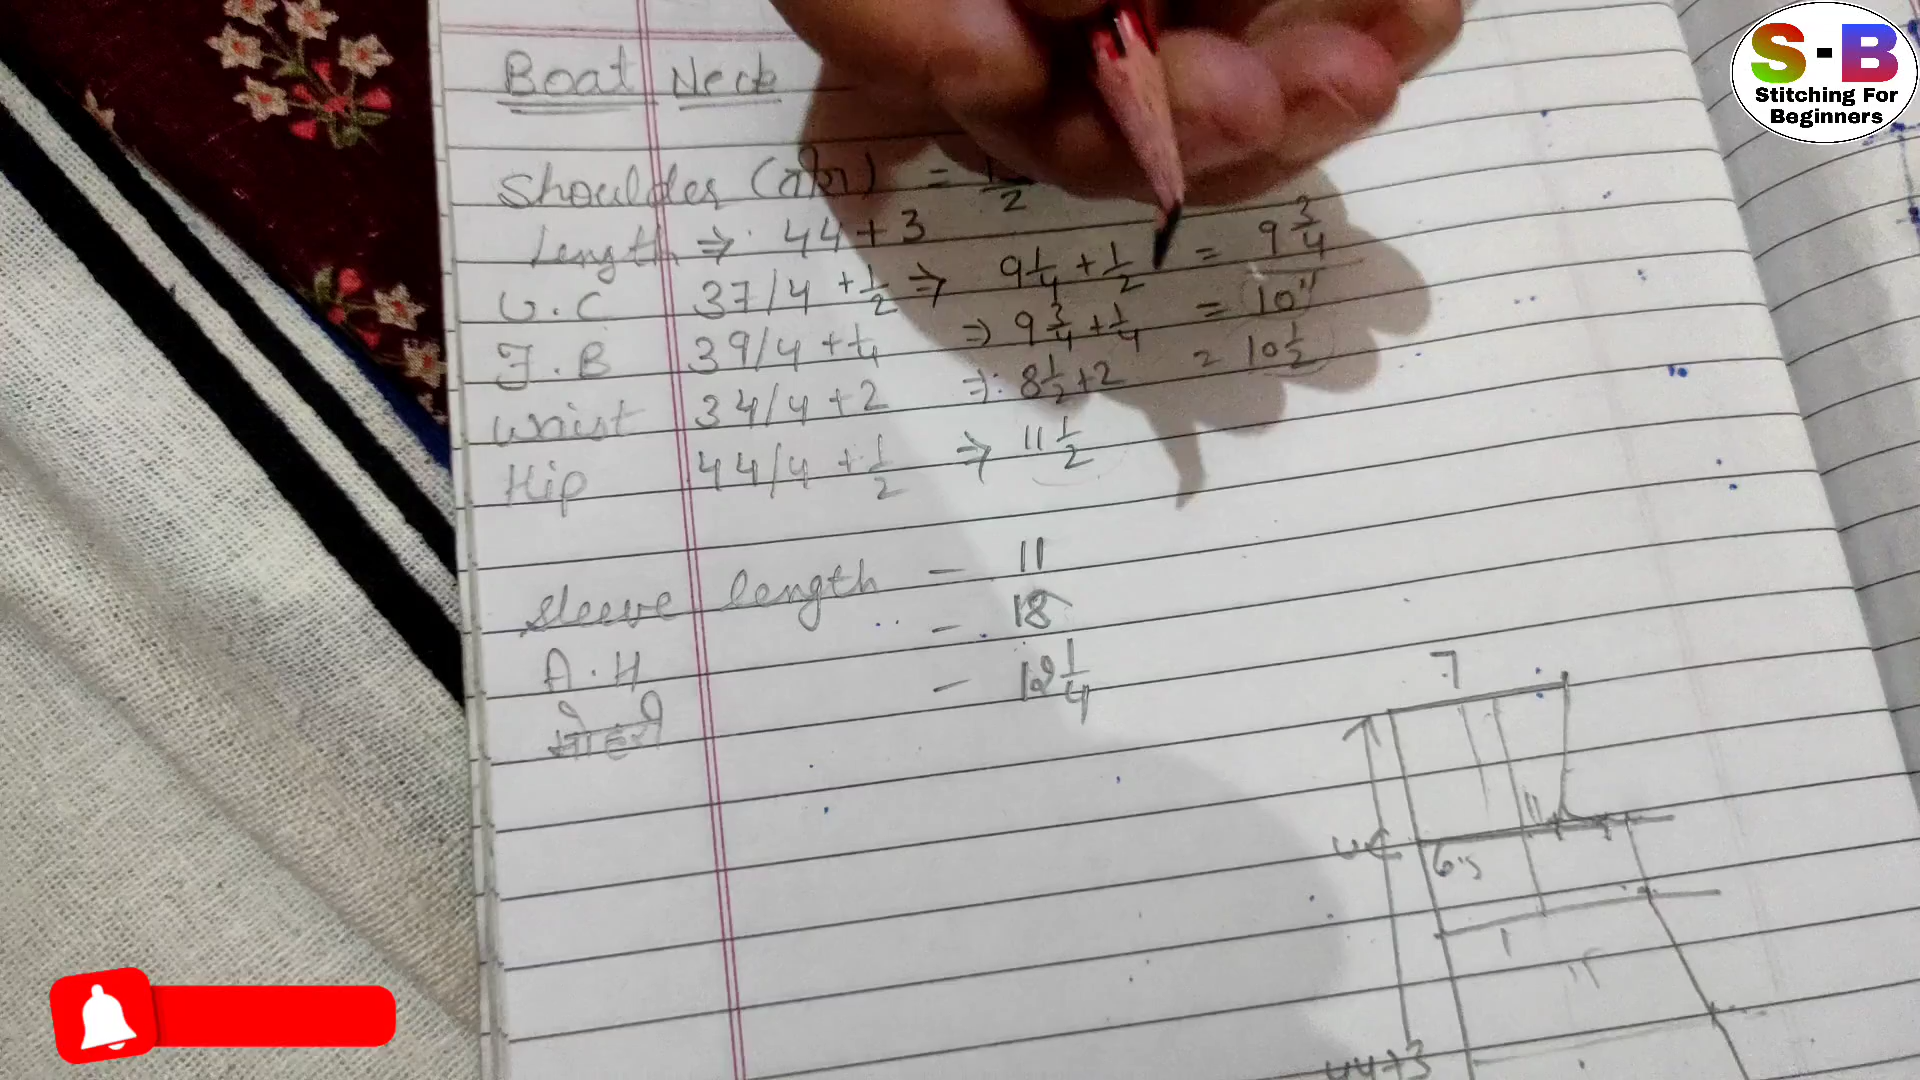 S-B
Stitching For
Beginners
Boat Neck
Shoulder (तीरा) =
Length ⇒ 44+3
U.C 37/4 + 1/2 ⇒ 9 1/4 + 1/2 = 9 3/4
F.B 39/4 + 1/4 ⇒ 9 3/4 + 1/4 = 10"
Waist 34/4 + 2 ⇒ 8 1/2 + 2 = 10 1/2
Hip 44/4 + 1/2 ⇒ 11 1/2
Sleeve length - 11
A.H - 18
मोहरी - 12 1/4
7
6.5
44+3